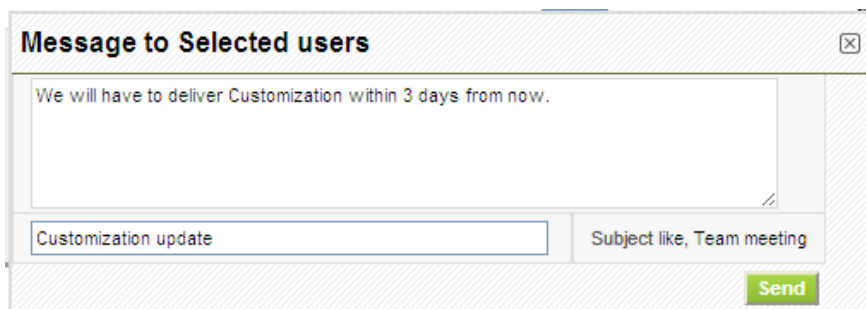 Message to Selected users
We will have to deliver Customization within 3 days from now.
Customization update
Subject like, Team meeting
Send